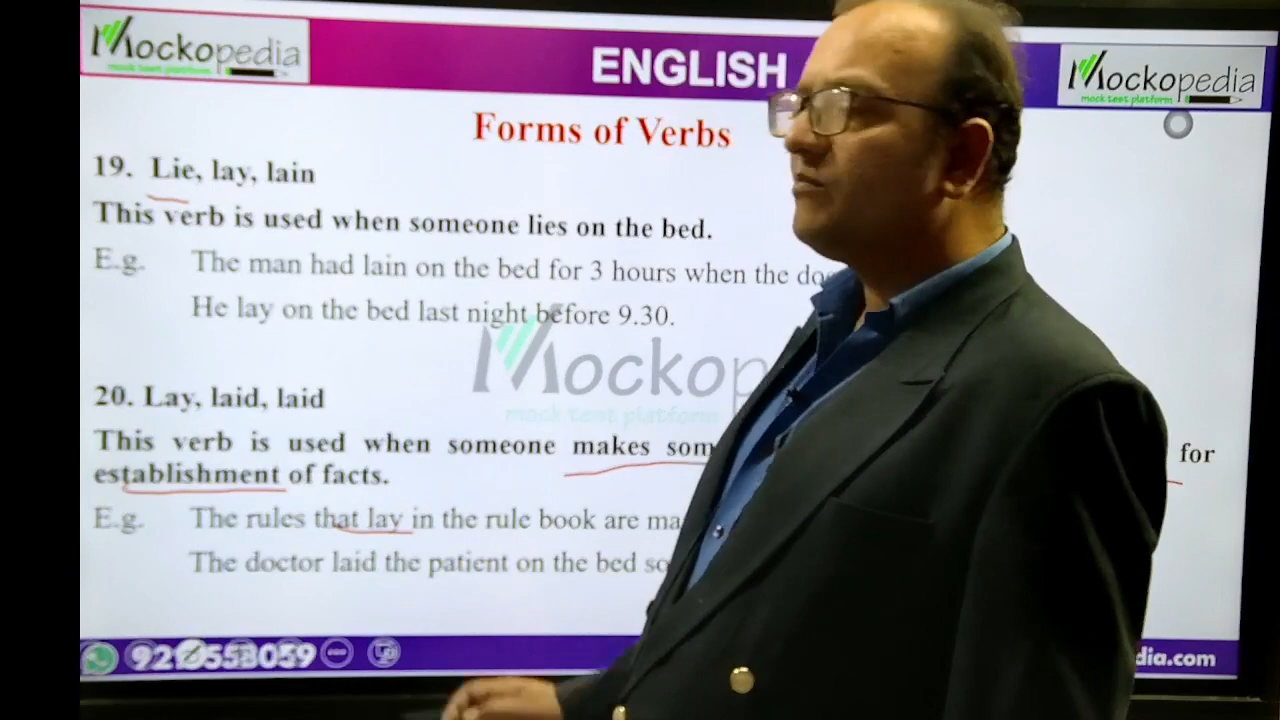 Mockopedia
mock test platform
ENGLISH
Mockopedia
mock test platform
Forms of Verbs
19. Lie, lay, lain
This verb is used when someone lies on the bed.
E.g. The man had lain on the bed for 3 hours when the
He lay on the bed last night before 9.30.
Mockop
mock test platform
20. Lay, laid, laid
This verb is used when someone makes som for
establishment of facts.
E.g. The rules that lay in the rule book are ma
The doctor laid the patient on the bed so
dia.com